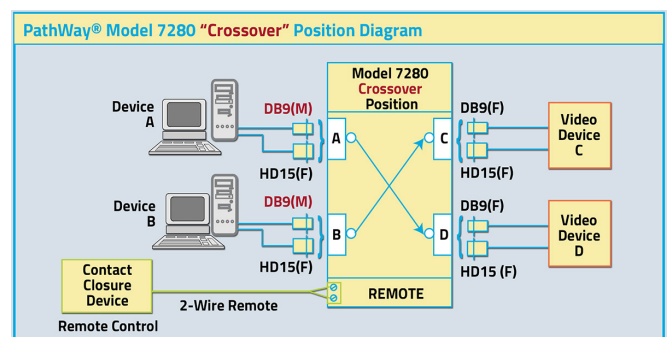 PathWay® Model 7280 “Crossover” Position Diagram
Model 7280
Crossover
Position
Device
A
DB9(M)
HD15(F)
A
C
DB9(F)
HD15(F)
Video
Device
C
Device
B
DB9(M)
HD15(F)
B
D
DB9(F)
HD15 (F)
Video
Device
D
Contact
Closure
Device
2-Wire Remote
REMOTE
Remote Control